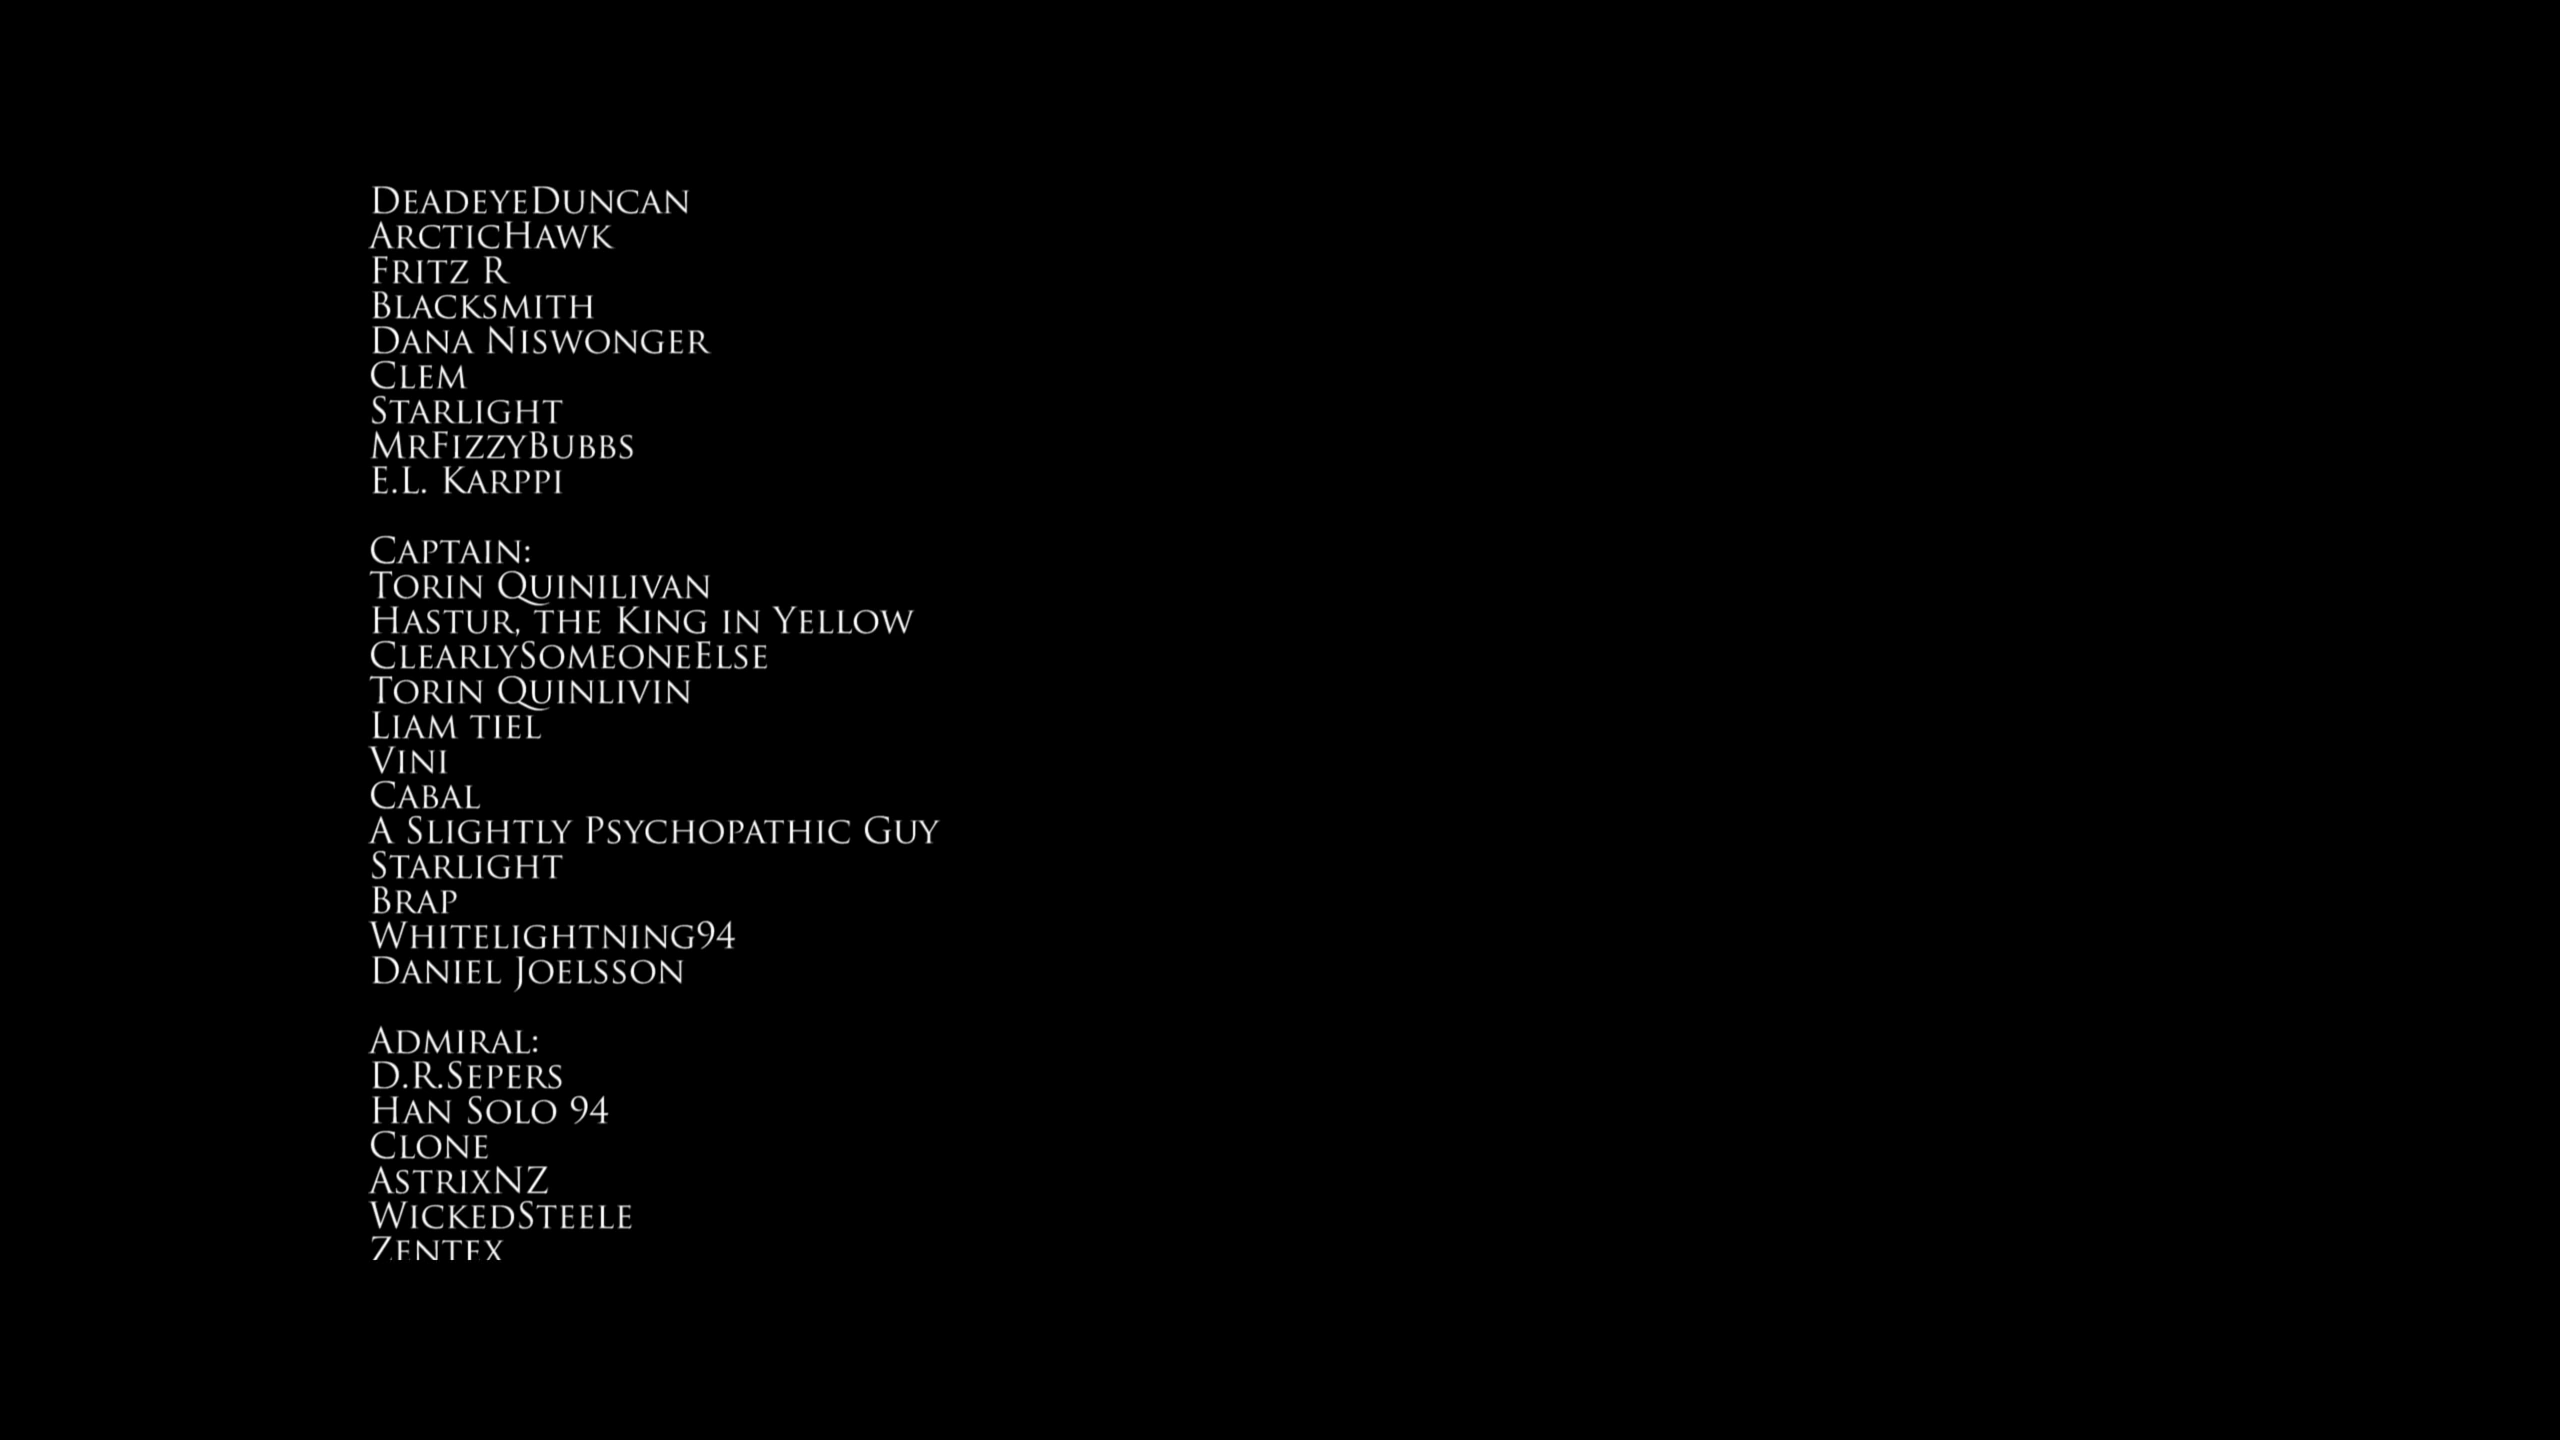 DeadeyeDuncan
ArcticHawk
Fritz R
Blacksmith
Dana Niswonger
Clem
Starlight
MrFizzyBubbs
E.L. Karppi
Captain:
Torin Quinilivan
Hastur, the King in Yellow
ClearlySomeoneElse
Torin Quinlivin
Liam tiel
Vini
Cabal
A Slightly Psychopathic Guy
Starlight
Brap
Whitelightning94
Daniel Joelsson
Admiral:
D.R.Sepers
Han Solo 94
Clone
AstrixNZ
WickedSteele
Zentex